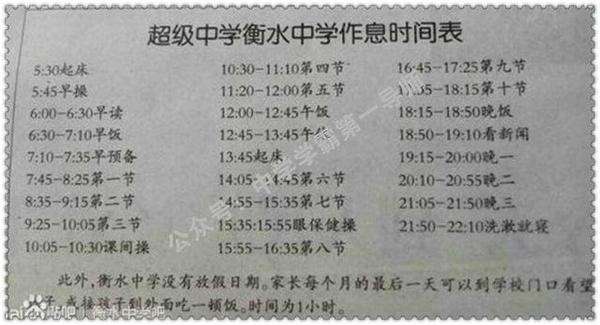 超级中学衡水中学作息时间表
5:30起床
5:45早操
6:00-6:30早读
6:30-7:10早饭
7:10-7:35早预备
7:45-8:25第一节
8:35-9:15第二节
9:25-10:05第三节
10:05-10:30课间操
10:30-11:10第四节
11:20-12:00第五节
12:00-12:45午饭
12:45-13:45午休
13:45起床
14:05-14:45第六节
14:55-15:35第七节
15:35:15:55眼保健操
15:55-16:35第八节
16:45-17:25第九节
17:35-18:15第十节
18:15-18:50晚饭
18:50-19:10看新闻
19:15-20:00晚一
20:10-20:55晚二
21:05-21:50晚三
21:50-22:10洗漱就寝
此外,衡水中学没有放假日期。家长每个月的最后一天可以到学校门口看望
子,或接孩子到外面吃一顿饭。时间为1小时。
贴吧|衡水中学吧